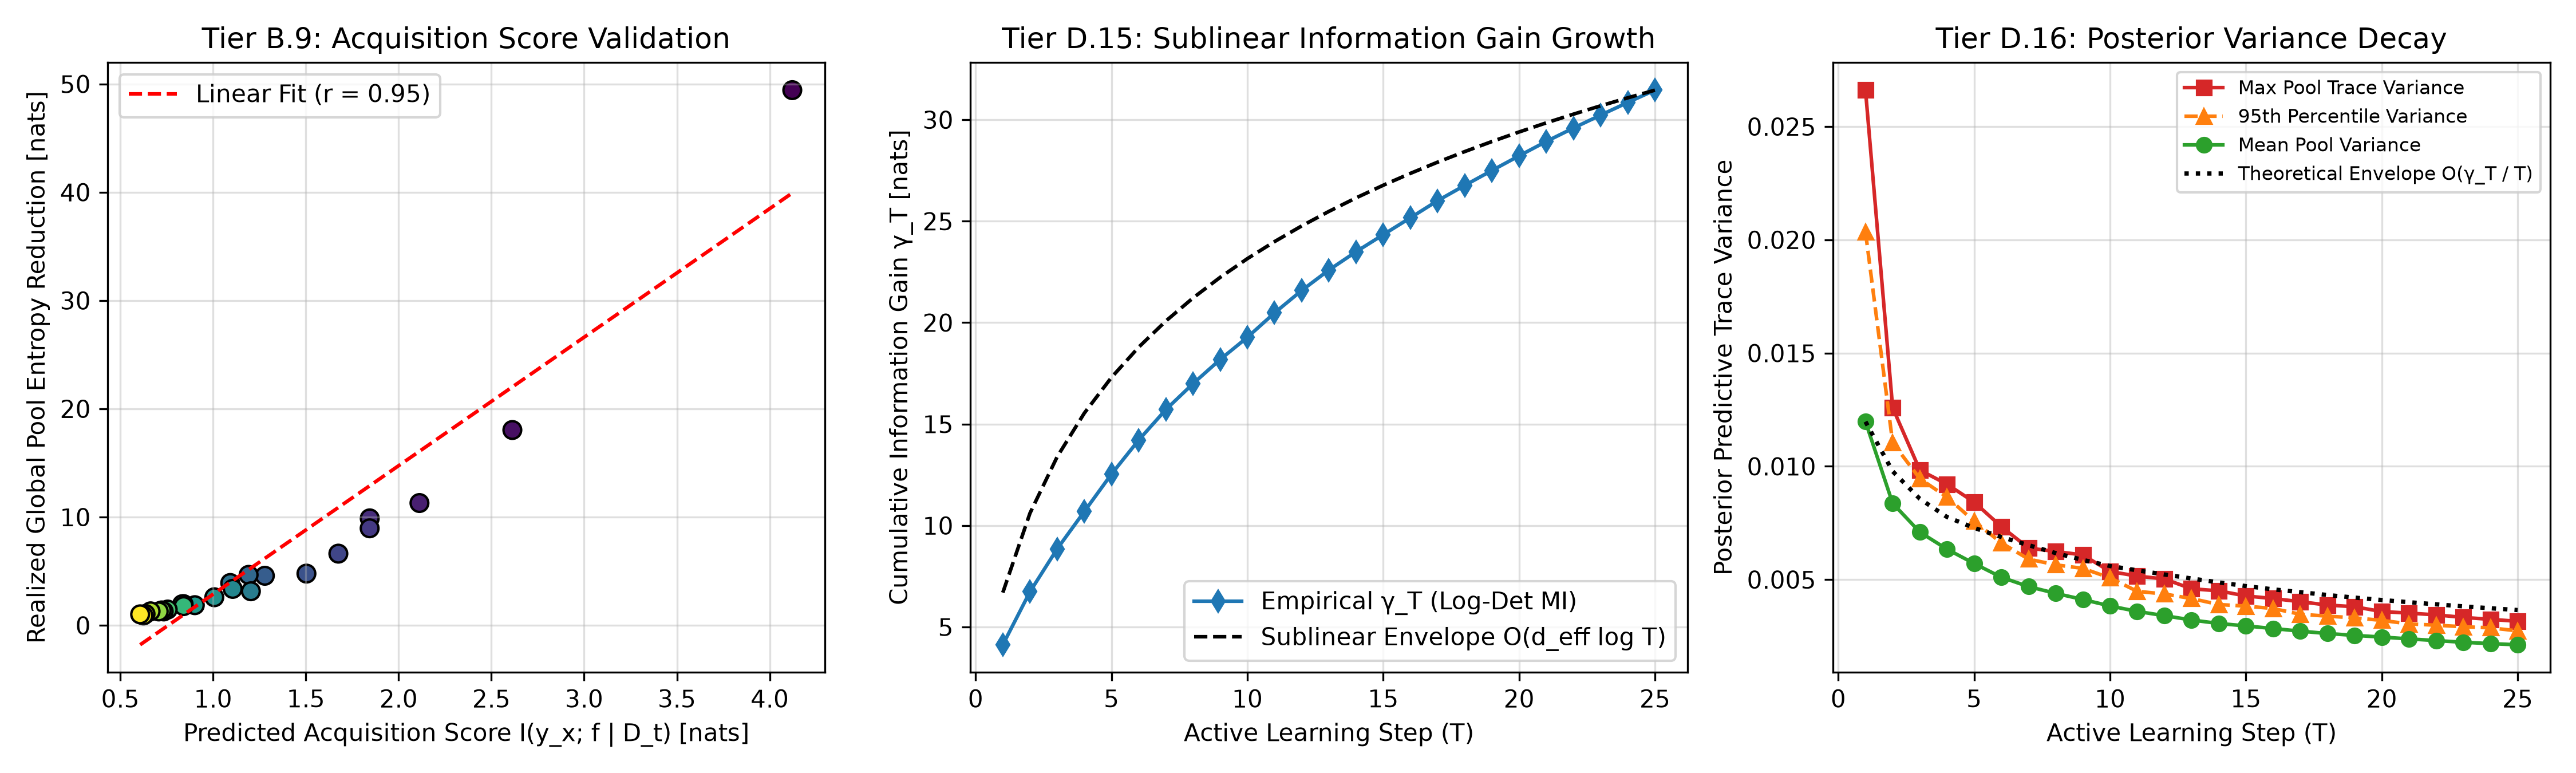 Tier B.9: Acquisition Score Validation
Linear Fit (r = 0.95)
Realized Global Pool Entropy Reduction [nats]
50
40
30
20
10
0
0.5 1.0 1.5 2.0 2.5 3.0 3.5 4.0
Predicted Acquisition Score I(y_x; f | D_t) [nats]
Tier D.15: Sublinear Information Gain Growth
Cumulative Information Gain γ_T [nats]
30
25
20
15
10
5
Empirical γ_T (Log-Det MI)
Sublinear Envelope O(d_eff log T)
0 5 10 15 20 25
Active Learning Step (T)
Tier D.16: Posterior Variance Decay
Max Pool Trace Variance
95th Percentile Variance
Mean Pool Variance
Theoretical Envelope O(γ_T / T)
Posterior Predictive Trace Variance
0.025
0.020
0.015
0.010
0.005
0 5 10 15 20 25
Active Learning Step (T)